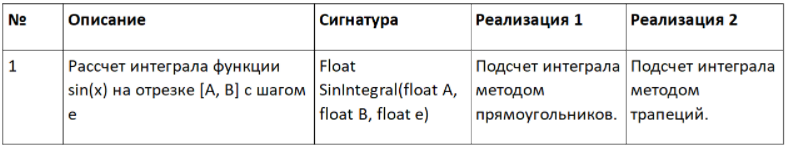 № Описание Сигнатура Реализация 1 Реализация 2
1 Рассчет интеграла функции Float Подсчет интеграла Подсчет интеграла
sin(x) на отрезке [A, B] с шагом SinIntegral(float A, методом методом
e float B, float e) прямоугольников. трапеций.